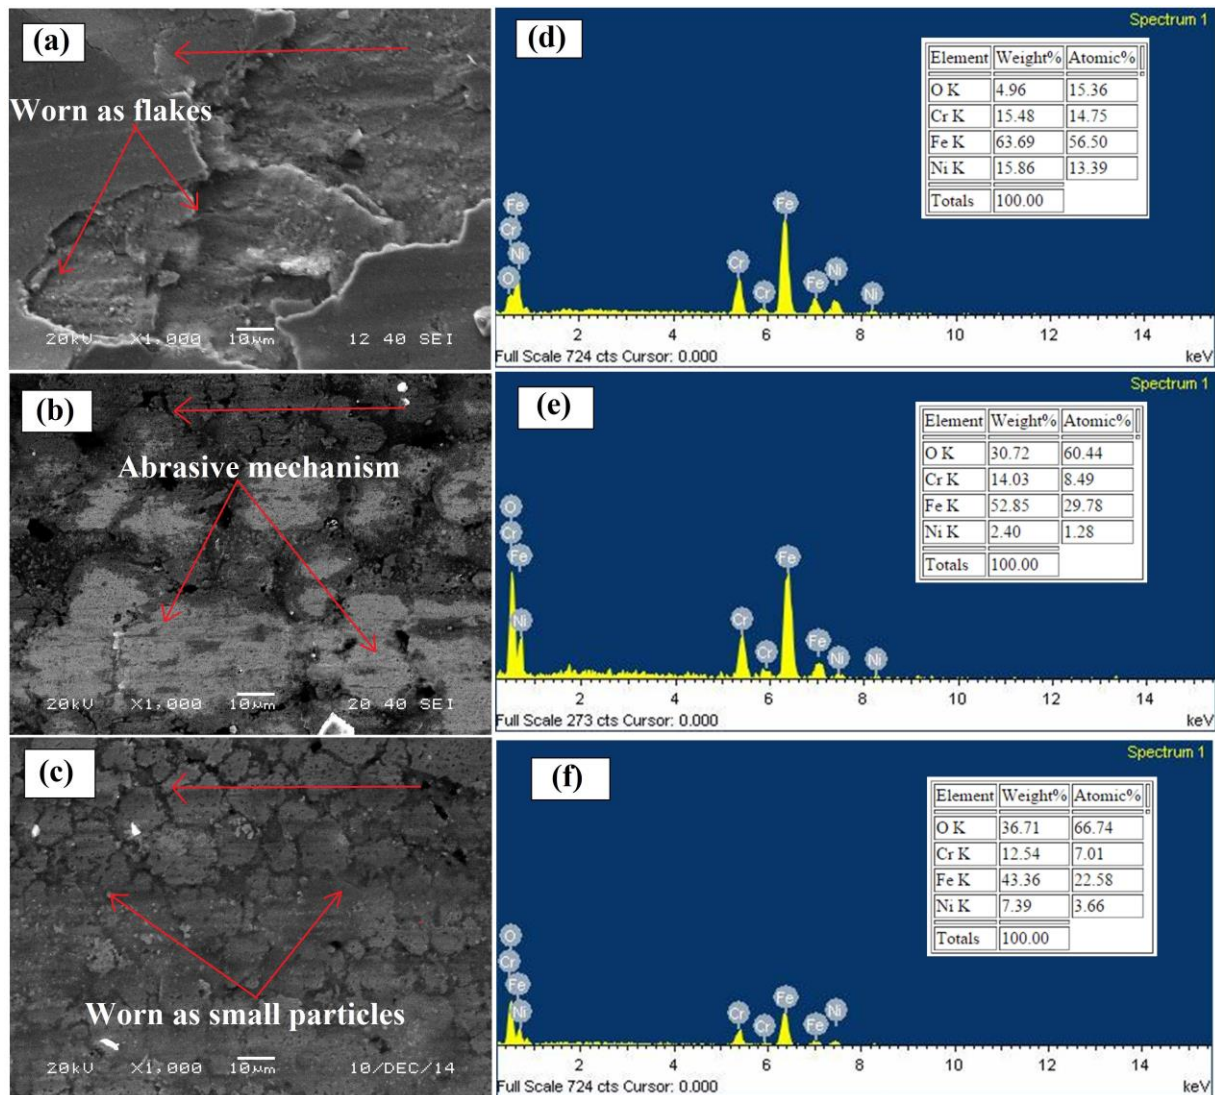 (a)
Worn as flakes
20kV X1,000 10µm 12 40 SEI
(d)
Spectrum 1
Element Weight% Atomic%
O K 4.96 15.36
Cr K 15.48 14.75
Fe K 63.69 56.50
Ni K 15.86 13.39
Totals 100.00
Fe
Cr
Ni
O
Cr
Cr
Fe
Fe
Ni
Ni
2 4 6 8 10 12 14
Full Scale 724 cts Cursor: 0.000 keV
(b)
Abrasive mechanism
20kV X1,000 10µm 20 40 SEI
(e)
Spectrum 1
Element Weight% Atomic%
O K 30.72 60.44
Cr K 14.03 8.49
Fe K 52.85 29.78
Ni K 2.40 1.28
Totals 100.00
O
Cr
Fe
Ni
Cr
Cr
Fe
Fe
Ni
Ni
2 4 6 8 10 12 14
Full Scale 273 cts Cursor: 0.000 keV
(c)
Worn as small particles
20kV X1,000 10µm 10/DEC/14
(f)
Spectrum 1
Element Weight% Atomic%
O K 36.71 66.74
Cr K 12.54 7.01
Fe K 43.36 22.58
Ni K 7.39 3.66
Totals 100.00
O
Cr
Fe
Ni
Cr
Cr
Fe
Fe
Ni
2 4 6 8 10 12 14
Full Scale 724 cts Cursor: 0.000 keV